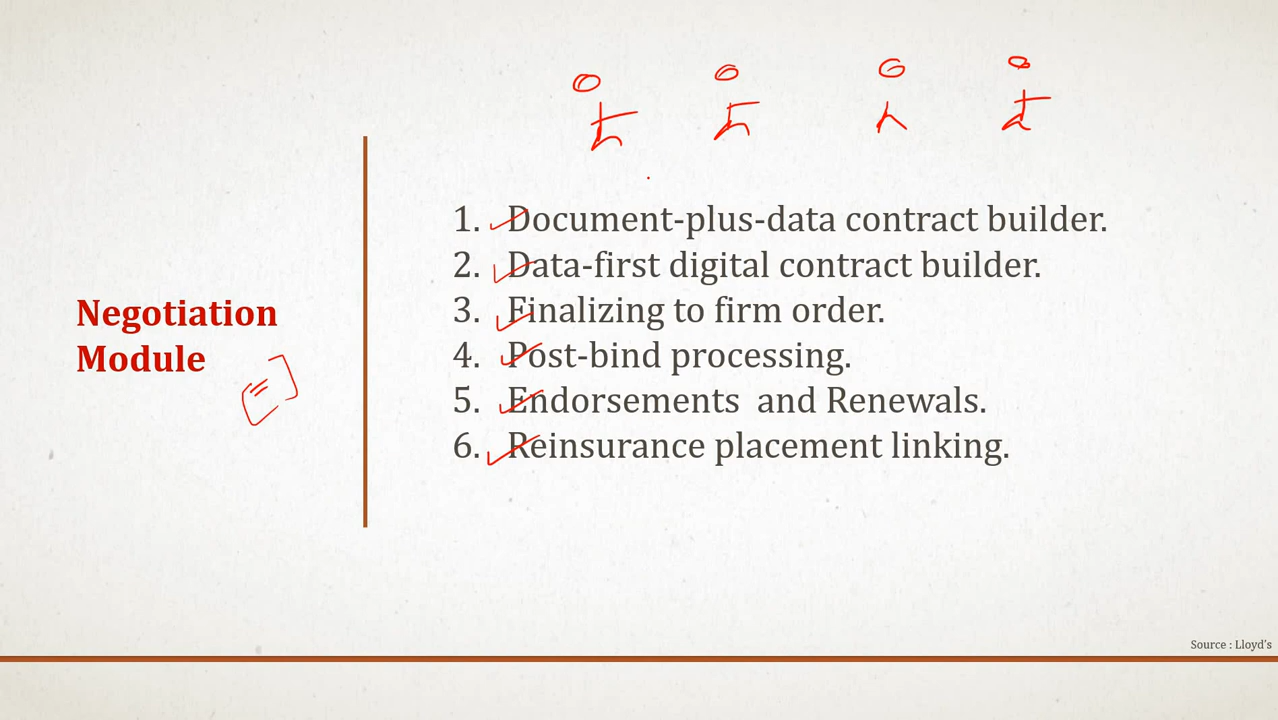 Negotiation
Module
1. Document-plus-data contract builder.
2. Data-first digital contract builder.
3. Finalizing to firm order.
4. Post-bind processing.
5. Endorsements and Renewals.
6. Reinsurance placement linking.
Source : Lloyd's